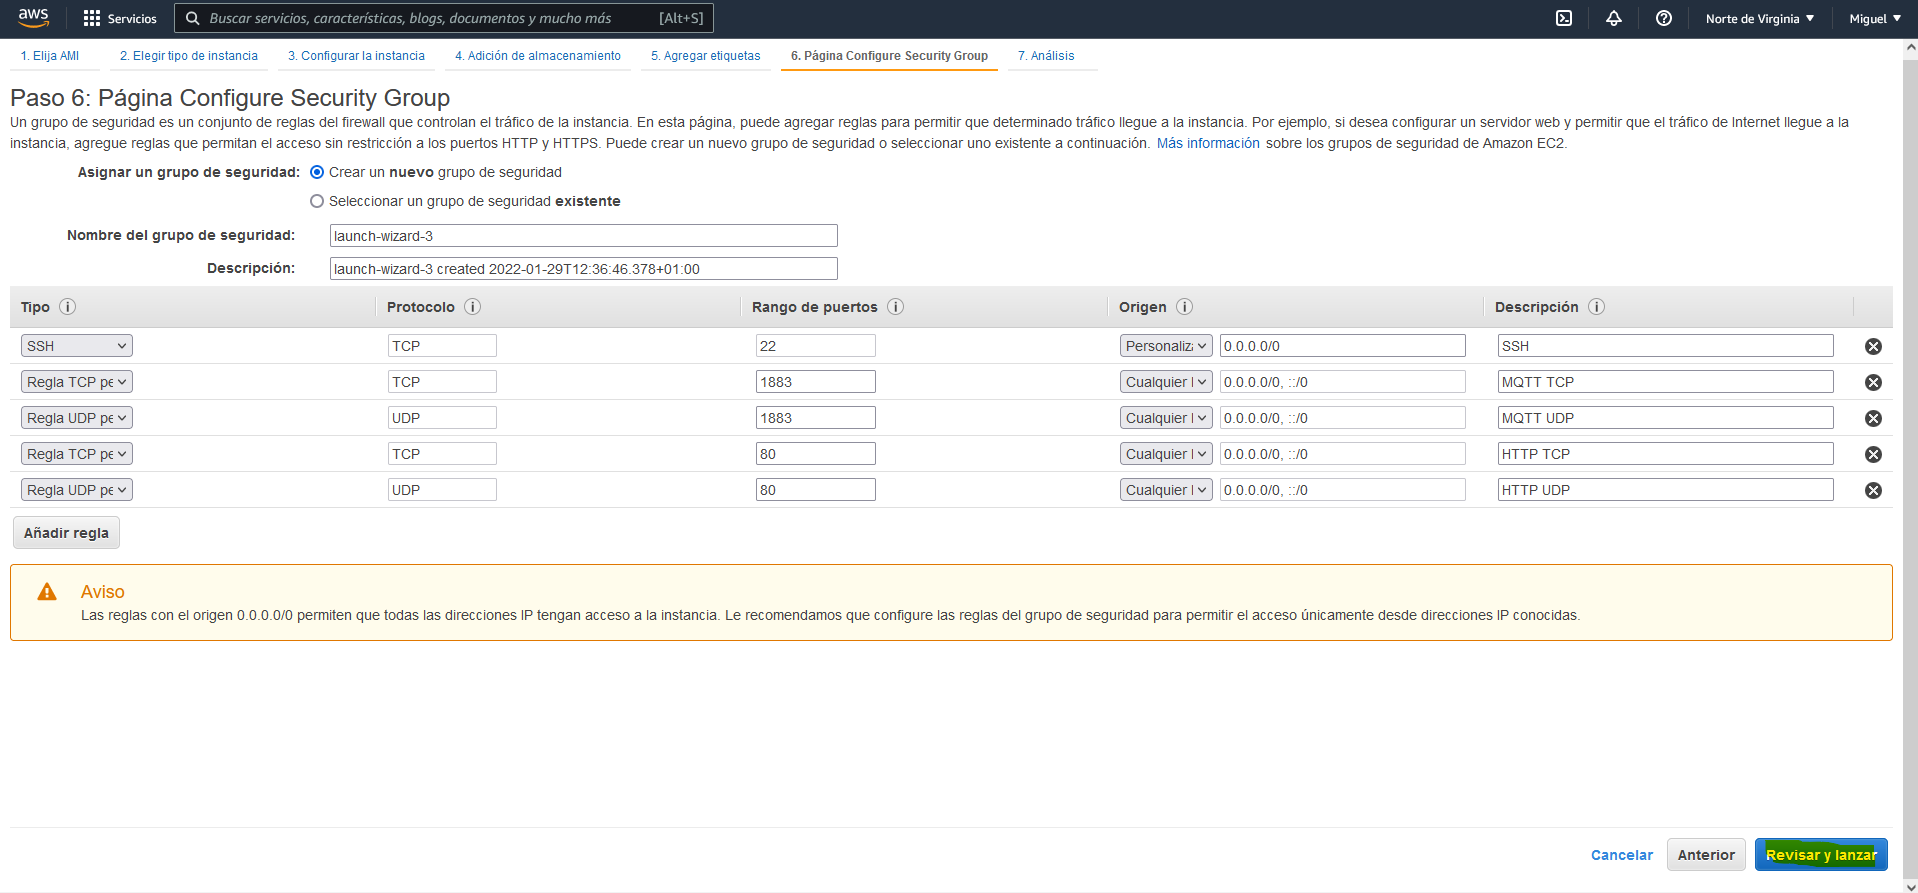 aws Servicios Buscar servicios, características, blogs, documentos y mucho más [Alt+S] Norte de Virginia Miguel
1. Elija AMI 2. Elegir tipo de instancia 3. Configurar la instancia 4. Adición de almacenamiento 5. Agregar etiquetas 6. Página Configure Security Group 7. Análisis
Paso 6: Página Configure Security Group
Un grupo de seguridad es un conjunto de reglas del firewall que controlan el tráfico de la instancia. En esta página, puede agregar reglas para permitir que determinado tráfico llegue a la instancia. Por ejemplo, si desea configurar un servidor web y permitir que el tráfico de Internet llegue a la
instancia, agregue reglas que permitan el acceso sin restricción a los puertos HTTP y HTTPS. Puede crear un nuevo grupo de seguridad o seleccionar uno existente a continuación. Más información sobre los grupos de seguridad de Amazon EC2.
Asignar un grupo de seguridad: Crear un nuevo grupo de seguridad
Seleccionar un grupo de seguridad existente
Nombre del grupo de seguridad: launch-wizard-3
Descripción: launch-wizard-3 created 2022-01-29T12:36:46.378+01:00
Tipo Protocolo Rango de puertos Origen Descripción
SSH TCP 22 Personaliza 0.0.0.0/0 SSH
Regla TCP pe TCP 1883 Cualquier l 0.0.0.0/0, ::/0 MQTT TCP
Regla UDP pe UDP 1883 Cualquier l 0.0.0.0/0, ::/0 MQTT UDP
Regla TCP pe TCP 80 Cualquier l 0.0.0.0/0, ::/0 HTTP TCP
Regla UDP pe UDP 80 Cualquier l 0.0.0.0/0, ::/0 HTTP UDP
Añadir regla
Aviso
Las reglas con el origen 0.0.0.0/0 permiten que todas las direcciones IP tengan acceso a la instancia. Le recomendamos que configure las reglas del grupo de seguridad para permitir el acceso únicamente desde direcciones IP conocidas.
Cancelar Anterior Revisar y lanzar